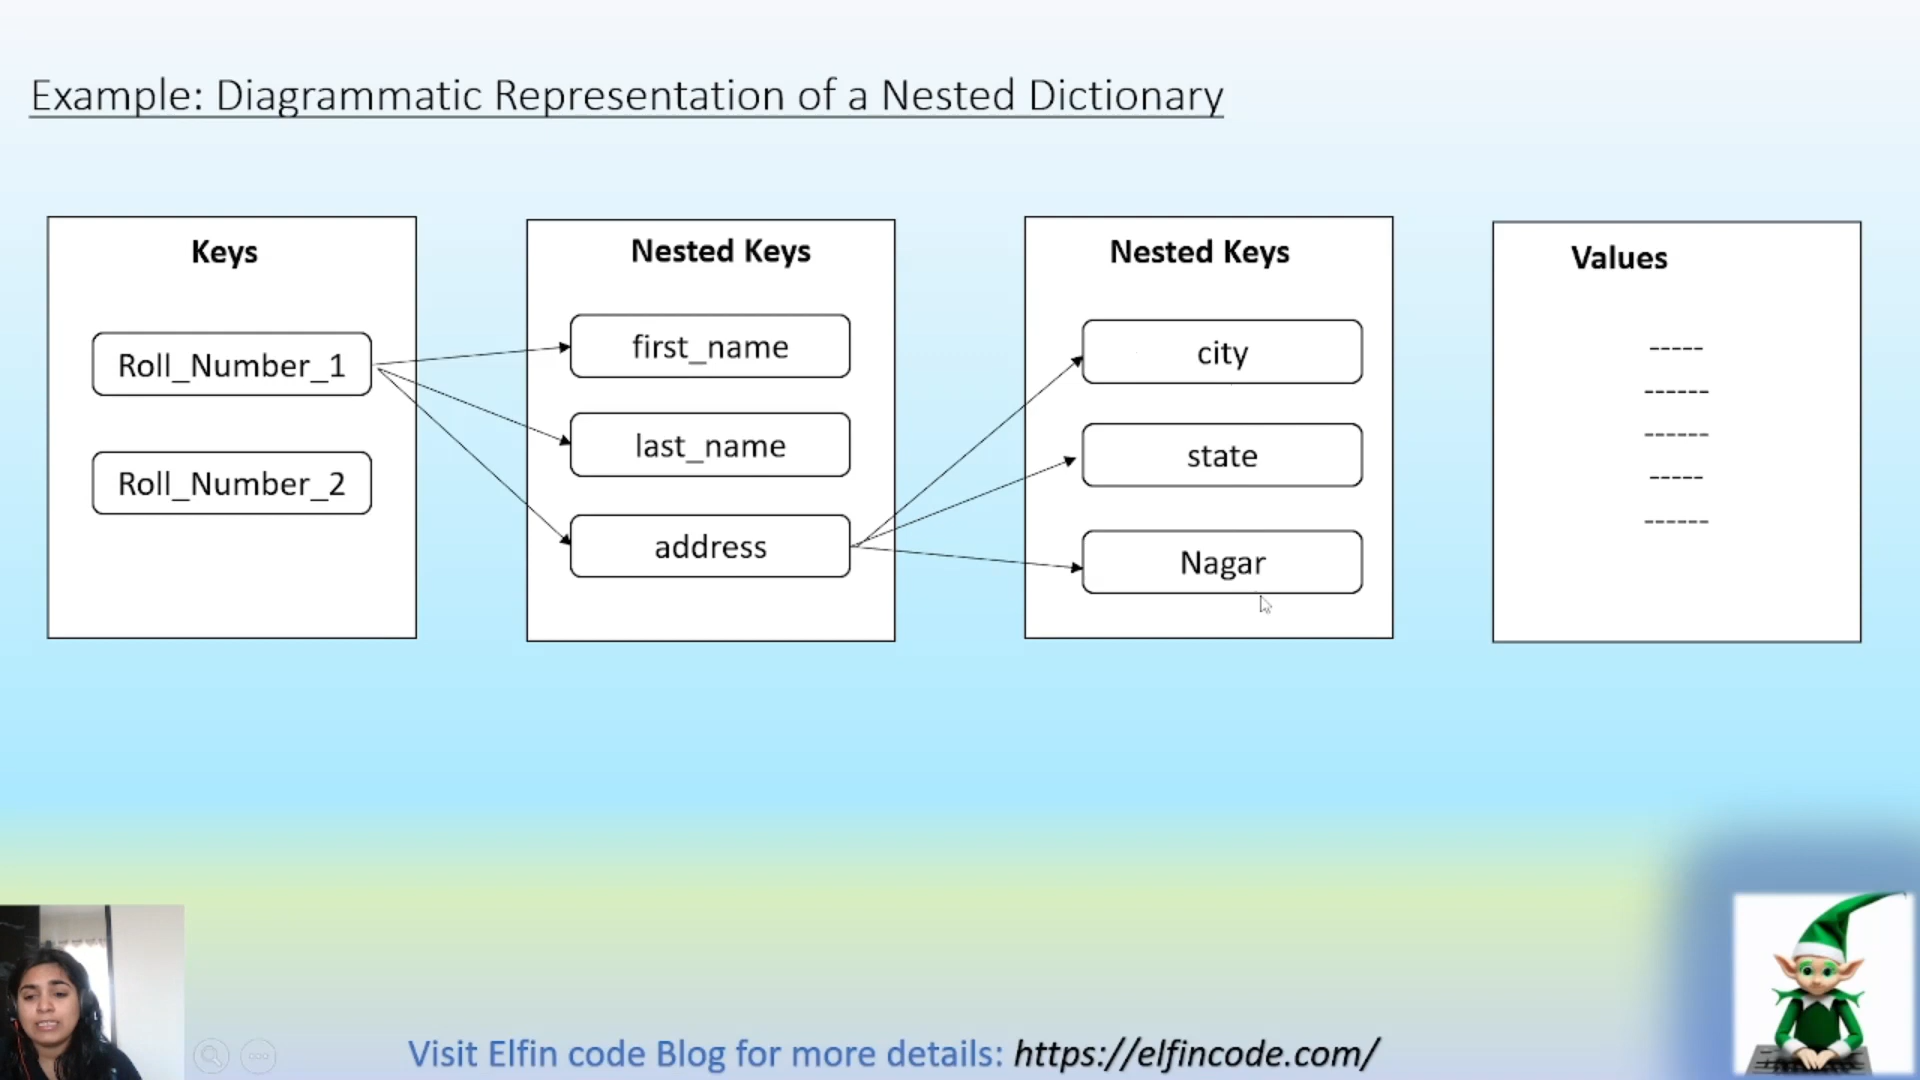 Example: Diagrammatic Representation of a Nested Dictionary
Keys
Roll_Number_1
Roll_Number_2
Nested Keys
first_name
last_name
address
Nested Keys
city
state
Nagar
Values
-----
------
------
-----
------
Visit Elfin code Blog for more details: https://elfincode.com/